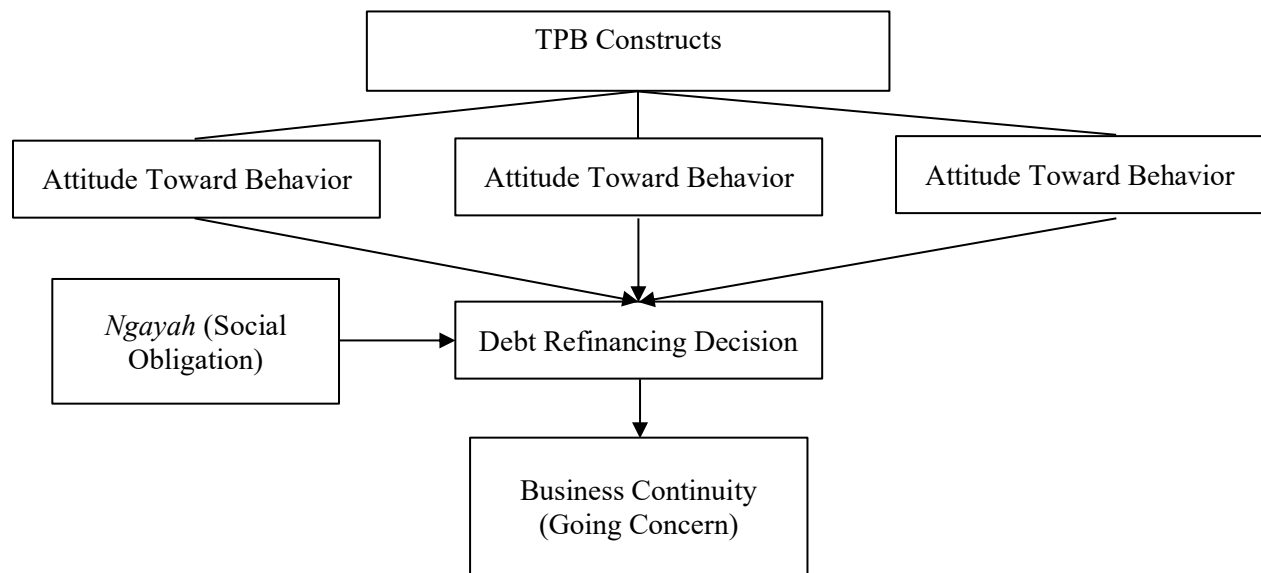 TPB Constructs
Attitude Toward Behavior
Attitude Toward Behavior
Attitude Toward Behavior
Ngayah (Social
Obligation)
Debt Refinancing Decision
Business Continuity
(Going Concern)